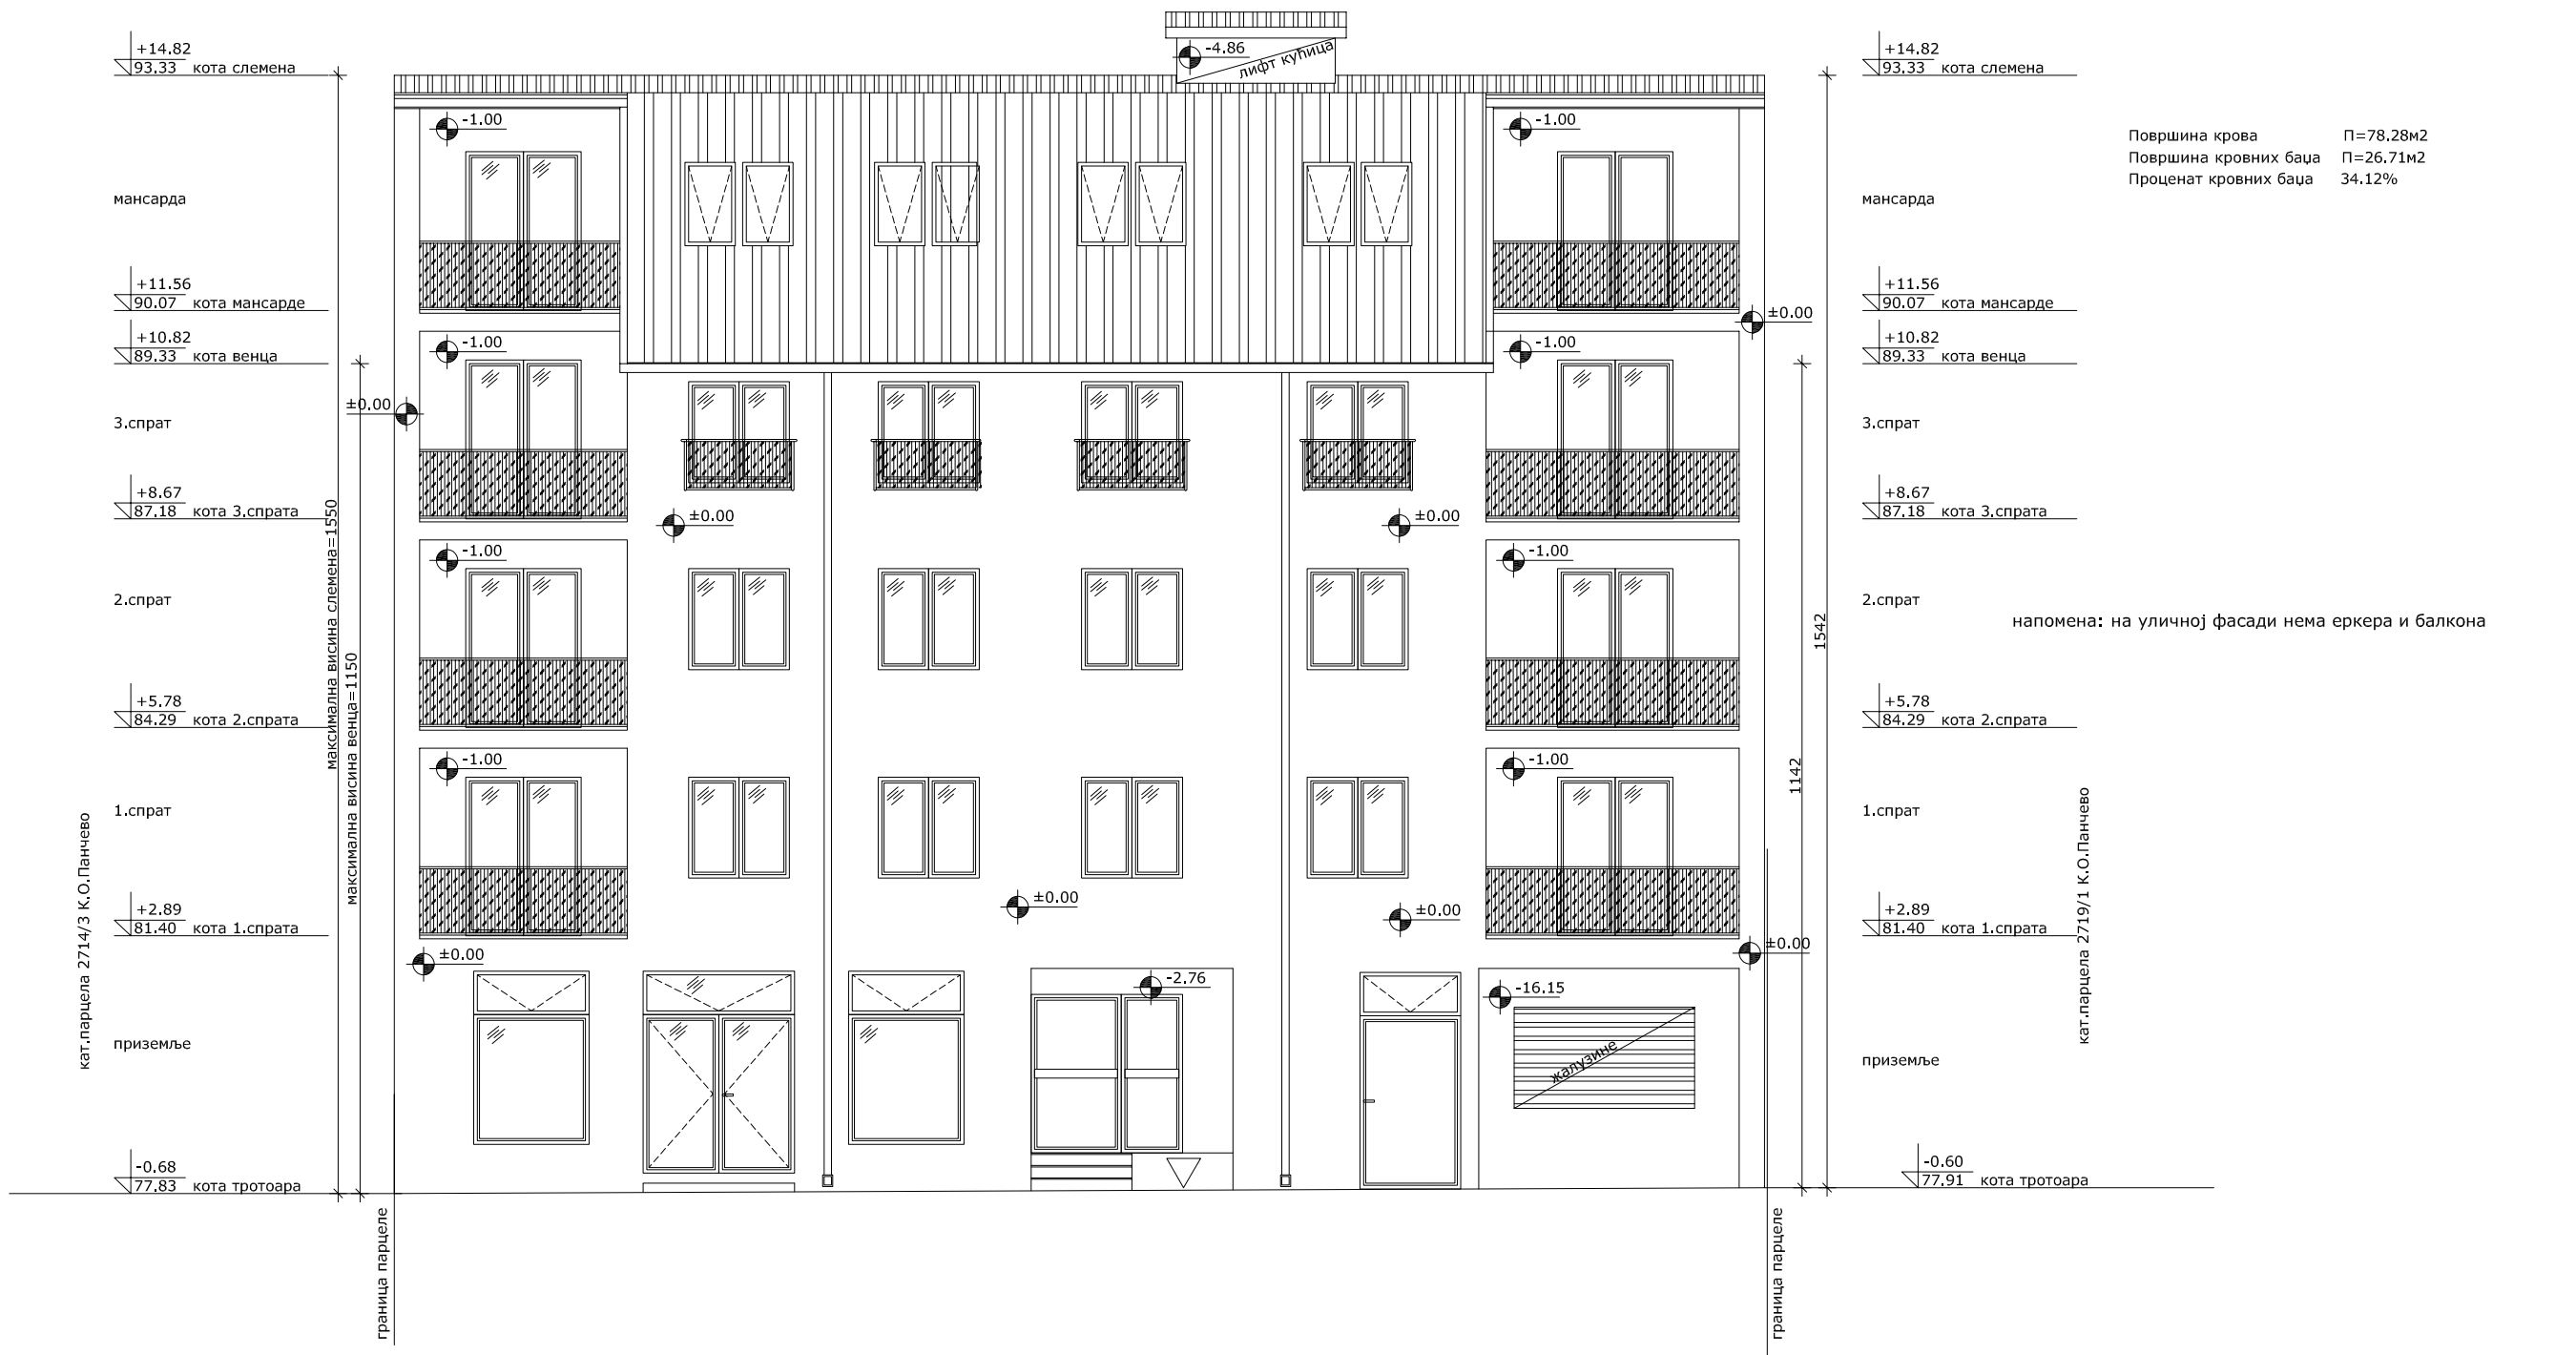 +14.82
93.33 кота слемена
мансарда
+11.56
90.07 кота мансарде
+10.82
89.33 кота венца
3.спрат
+8.67
87.18 кота 3.спрата
2.спрат
+5.78
84.29 кота 2.спрата
1.спрат
+2.89
81.40 кота 1.спрата
приземље
-0.68
77.83 кота тротоара
кат.парцела 2714/3 К.О.Панчево
максимална висина слемена=1550
максимална висина венца=1150
граница парцеле
-4.86
лифт кућица
-1.00
-1.00
±0.00
-1.00
-1.00
±0.00
±0.00
-1.00
-1.00
±0.00
±0.00
-1.00
-1.00
±0.00
±0.00
±0.00
±0.00
-2.76
-16.15
жалузине
граница парцеле
1142
1542
+14.82
93.33 кота слемена
мансарда
+11.56
90.07 кота мансарде
+10.82
89.33 кота венца
3.спрат
+8.67
87.18 кота 3.спрата
2.спрат
+5.78
84.29 кота 2.спрата
1.спрат
+2.89
81.40 кота 1.спрата
приземље
-0.60
77.91 кота тротоара
кат.парцела 2719/1 К.О.Панчево
Површина крова П=78.28м2
Површина кровних баџа П=26.71м2
Проценат кровних баџа 34.12%
напомена: на уличној фасади нема еркера и балкона